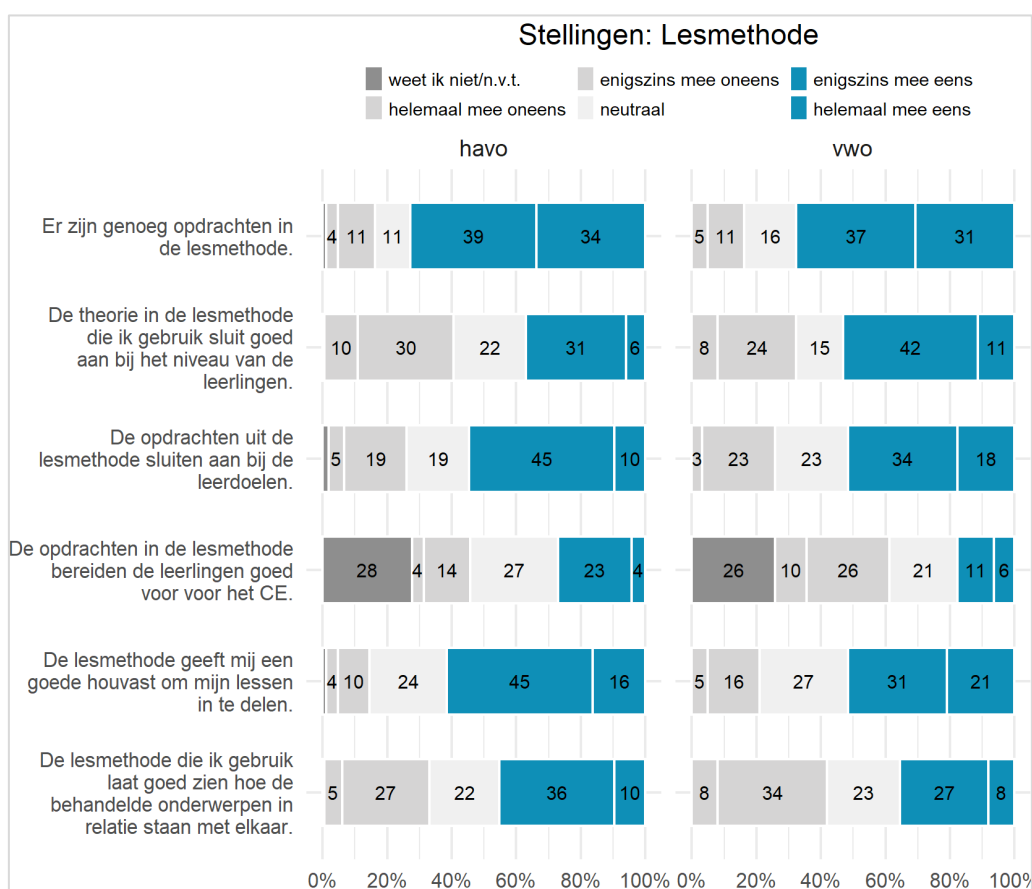 Stellingen: Lesmethode
weet ik niet/n.v.t. enigszins mee oneens enigszins mee eens
helemaal mee oneens neutraal helemaal mee eens
havo vwo
Er zijn genoeg opdrachten in
de lesmethode.
4 11 11 39 34 5 11 16 37 31
De theorie in de lesmethode
die ik gebruik sluit goed
aan bij het niveau van de
leerlingen.
10 30 22 31 6 8 24 15 42 11
De opdrachten uit de
lesmethode sluiten aan bij de
leerdoelen.
5 19 19 45 10 3 23 23 34 18
De opdrachten in de lesmethode
bereiden de leerlingen goed
voor voor het CE.
28 4 14 27 23 4 26 10 26 21 11 6
De lesmethode geeft mij een
goede houvast om mijn lessen
in te delen.
4 10 24 45 16 5 16 27 31 21
De lesmethode die ik gebruik
laat goed zien hoe de
behandelde onderwerpen in
relatie staan met elkaar.
5 27 22 36 10 8 34 23 27 8
0% 20% 40% 60% 80% 100% 0% 20% 40% 60% 80% 100%